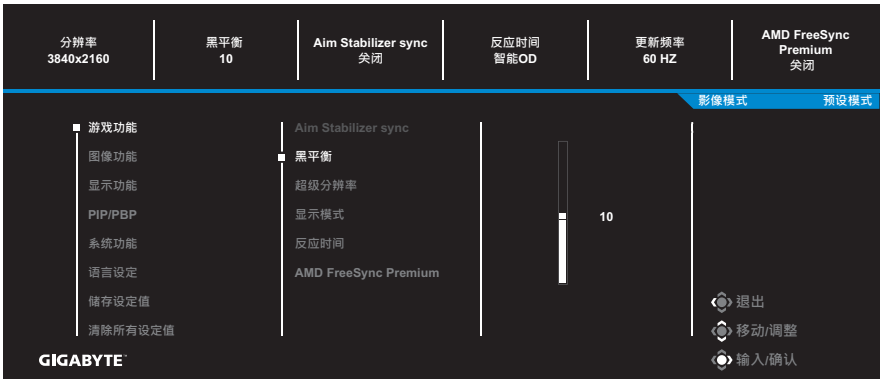 分辨率
3840x2160
黑平衡
10
Aim Stabilizer sync
关闭
反应时间
智能OD
更新频率
60 HZ
AMD FreeSync
Premium
关闭
影像模式 预设模式
游戏功能
图像功能
显示功能
PIP/PBP
系统功能
语言设定
储存设定值
清除所有设定值
Aim Stabilizer sync
黑平衡
超级分辨率
显示模式
反应时间
AMD FreeSync Premium
10
退出
移动/调整
输入/确认
GIGABYTE™